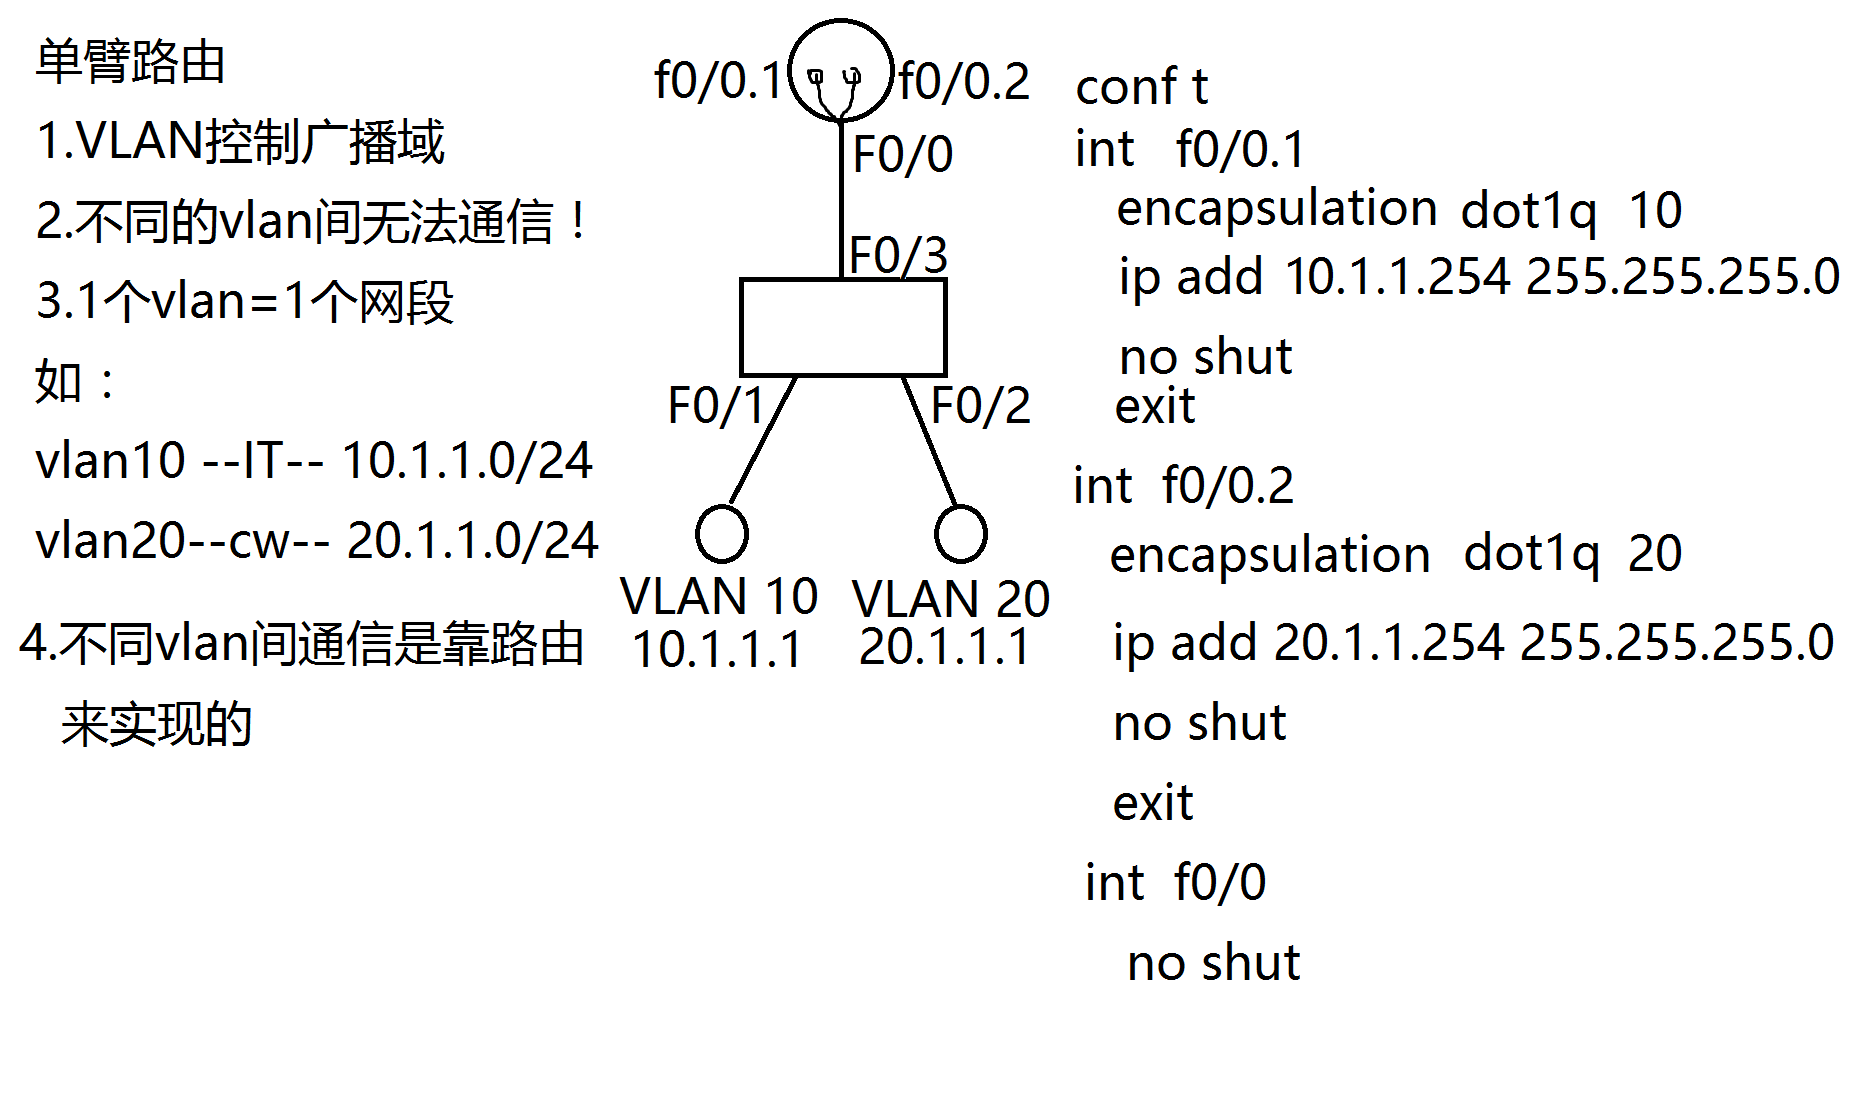 单臂路由
1.VLAN控制广播域
2.不同的vlan间无法通信！
3.1个vlan=1个网段
如：
vlan10 --IT-- 10.1.1.0/24
vlan20--cw-- 20.1.1.0/24
4.不同vlan间通信是靠路由
来实现的
f0/0.1
f0/0.2
F0/0
F0/3
F0/1
F0/2
VLAN 10
10.1.1.1
VLAN 20
20.1.1.1
conf t
int f0/0.1
encapsulation dot1q 10
ip add 10.1.1.254 255.255.255.0
no shut
exit
int f0/0.2
encapsulation dot1q 20
ip add 20.1.1.254 255.255.255.0
no shut
exit
int f0/0
no shut